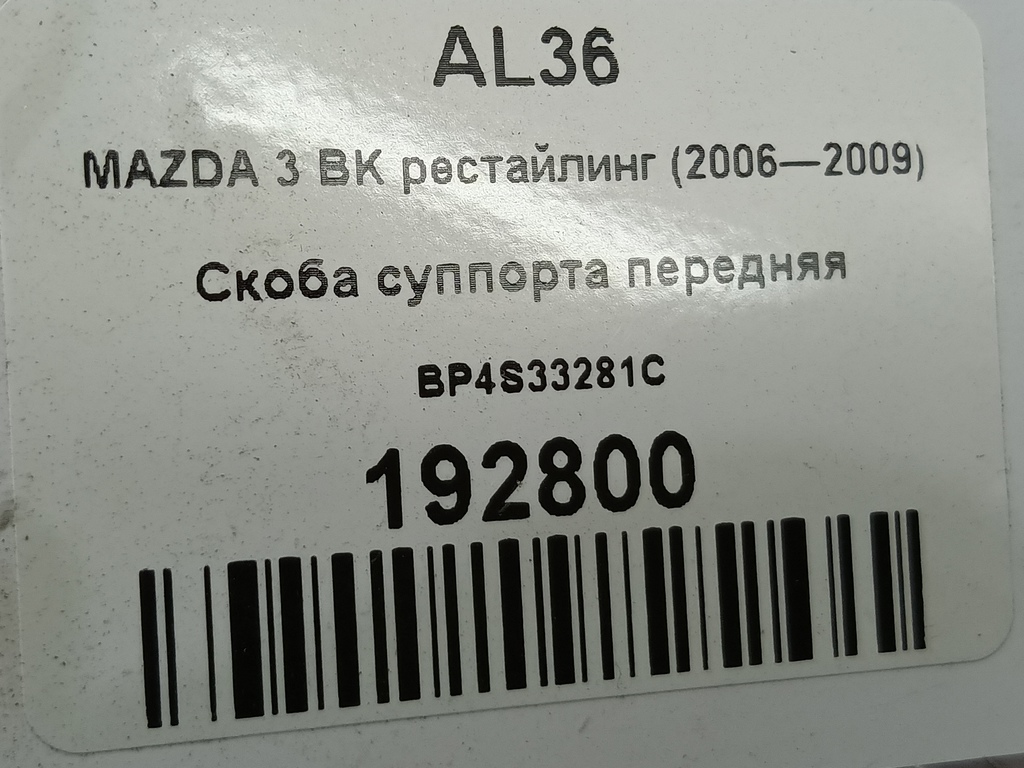 AL36
MAZDA 3 BK рестайлинг (2006—2009)
Скоба суппорта передняя
BP4S33281C
192800